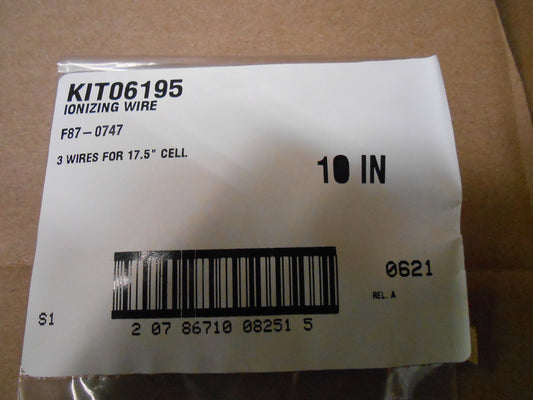 KIT06195
IONIZING WIRE
F87-0747
3 WIRES FOR 17.5" CELL
10 IN
0621
REL. A
S1
2 07 86710 08251 5